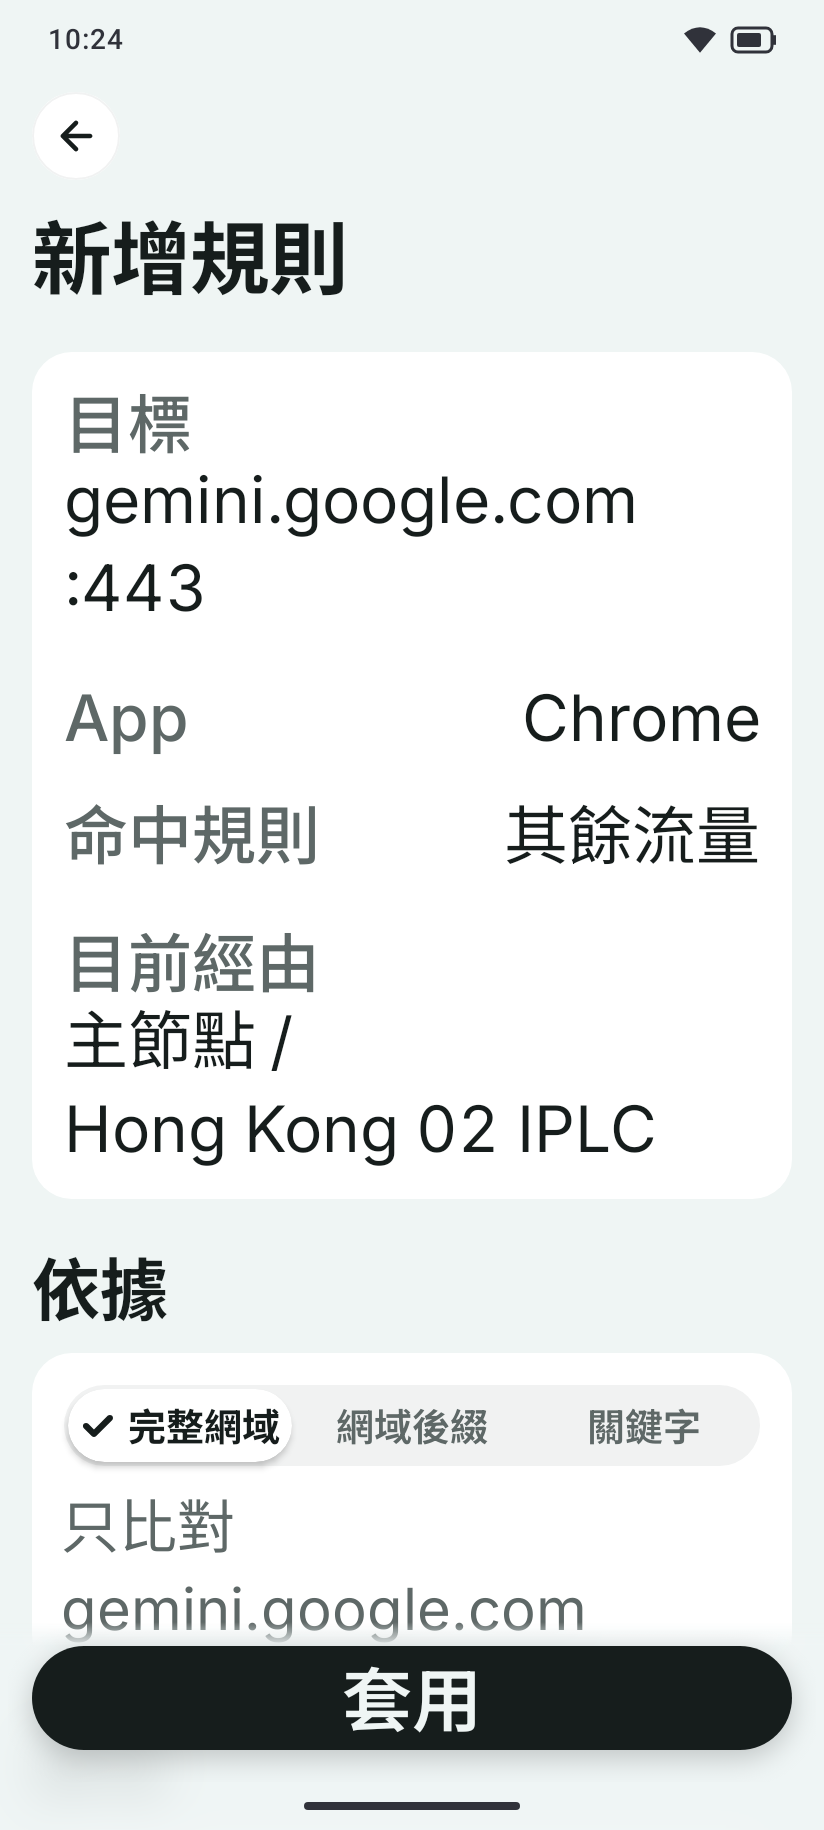 10:24
新增規則
目標
gemini.google.com
:443
App
Chrome
命中規則
其餘流量
目前經由
主節點 /
Hong Kong 02 IPLC
依據
完整網域
網域後綴
關鍵字
只比對
gemini.google.com
套用